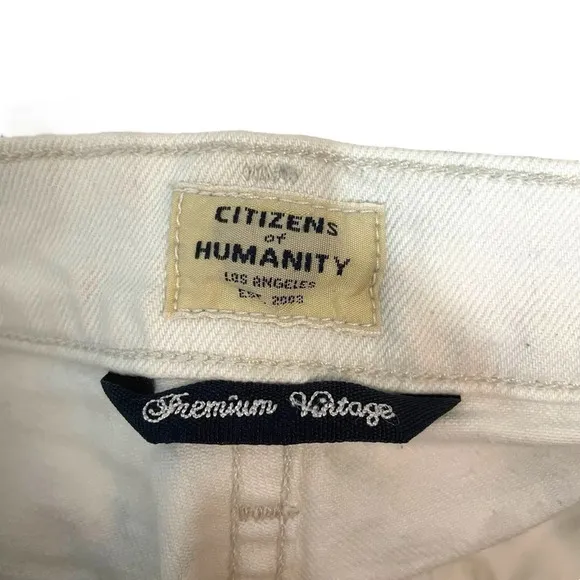 CITIZENs
of
HUMANITY
LOS ANGELES
EST. 2003
Premium Vintage